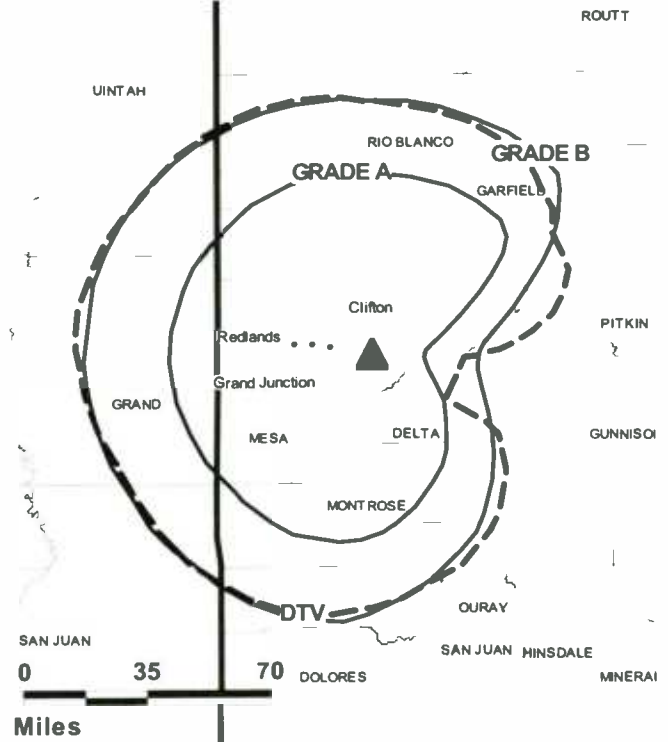 ROUTT
UINTAH
RIO BLANCO
GRADE B
GRADE A
GARFIELD
Clifton
PITKIN
Redlands
Grand Junction
GRAND
MESA
DELTA
GUNNISOI
MONTROSE
DTV
OURAY
SAN JUAN
SAN JUAN
HINSDALE
0 35 70
DOLORES
MINERAI
Miles